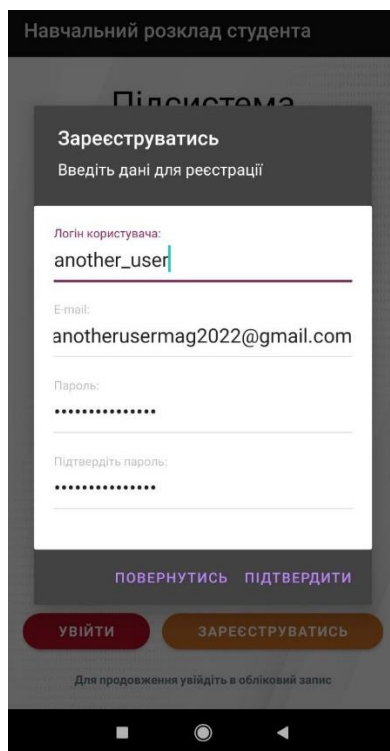 Навчальний розклад студента
Підсистема
Зареєструватись
Введіть дані для реєстрації
Логін користувача:
another_user
E-mail:
anotherusermag2022@gmail.com
Пароль:
•••••••••••••••
Підтвердіть пароль:
•••••••••••••••
ПОВЕРНУТИСЬ ПІДТВЕРДИТИ
УВІЙТИ ЗАРЕЄСТРУВАТИСЬ
Для продовження увійдіть в обліковий запис